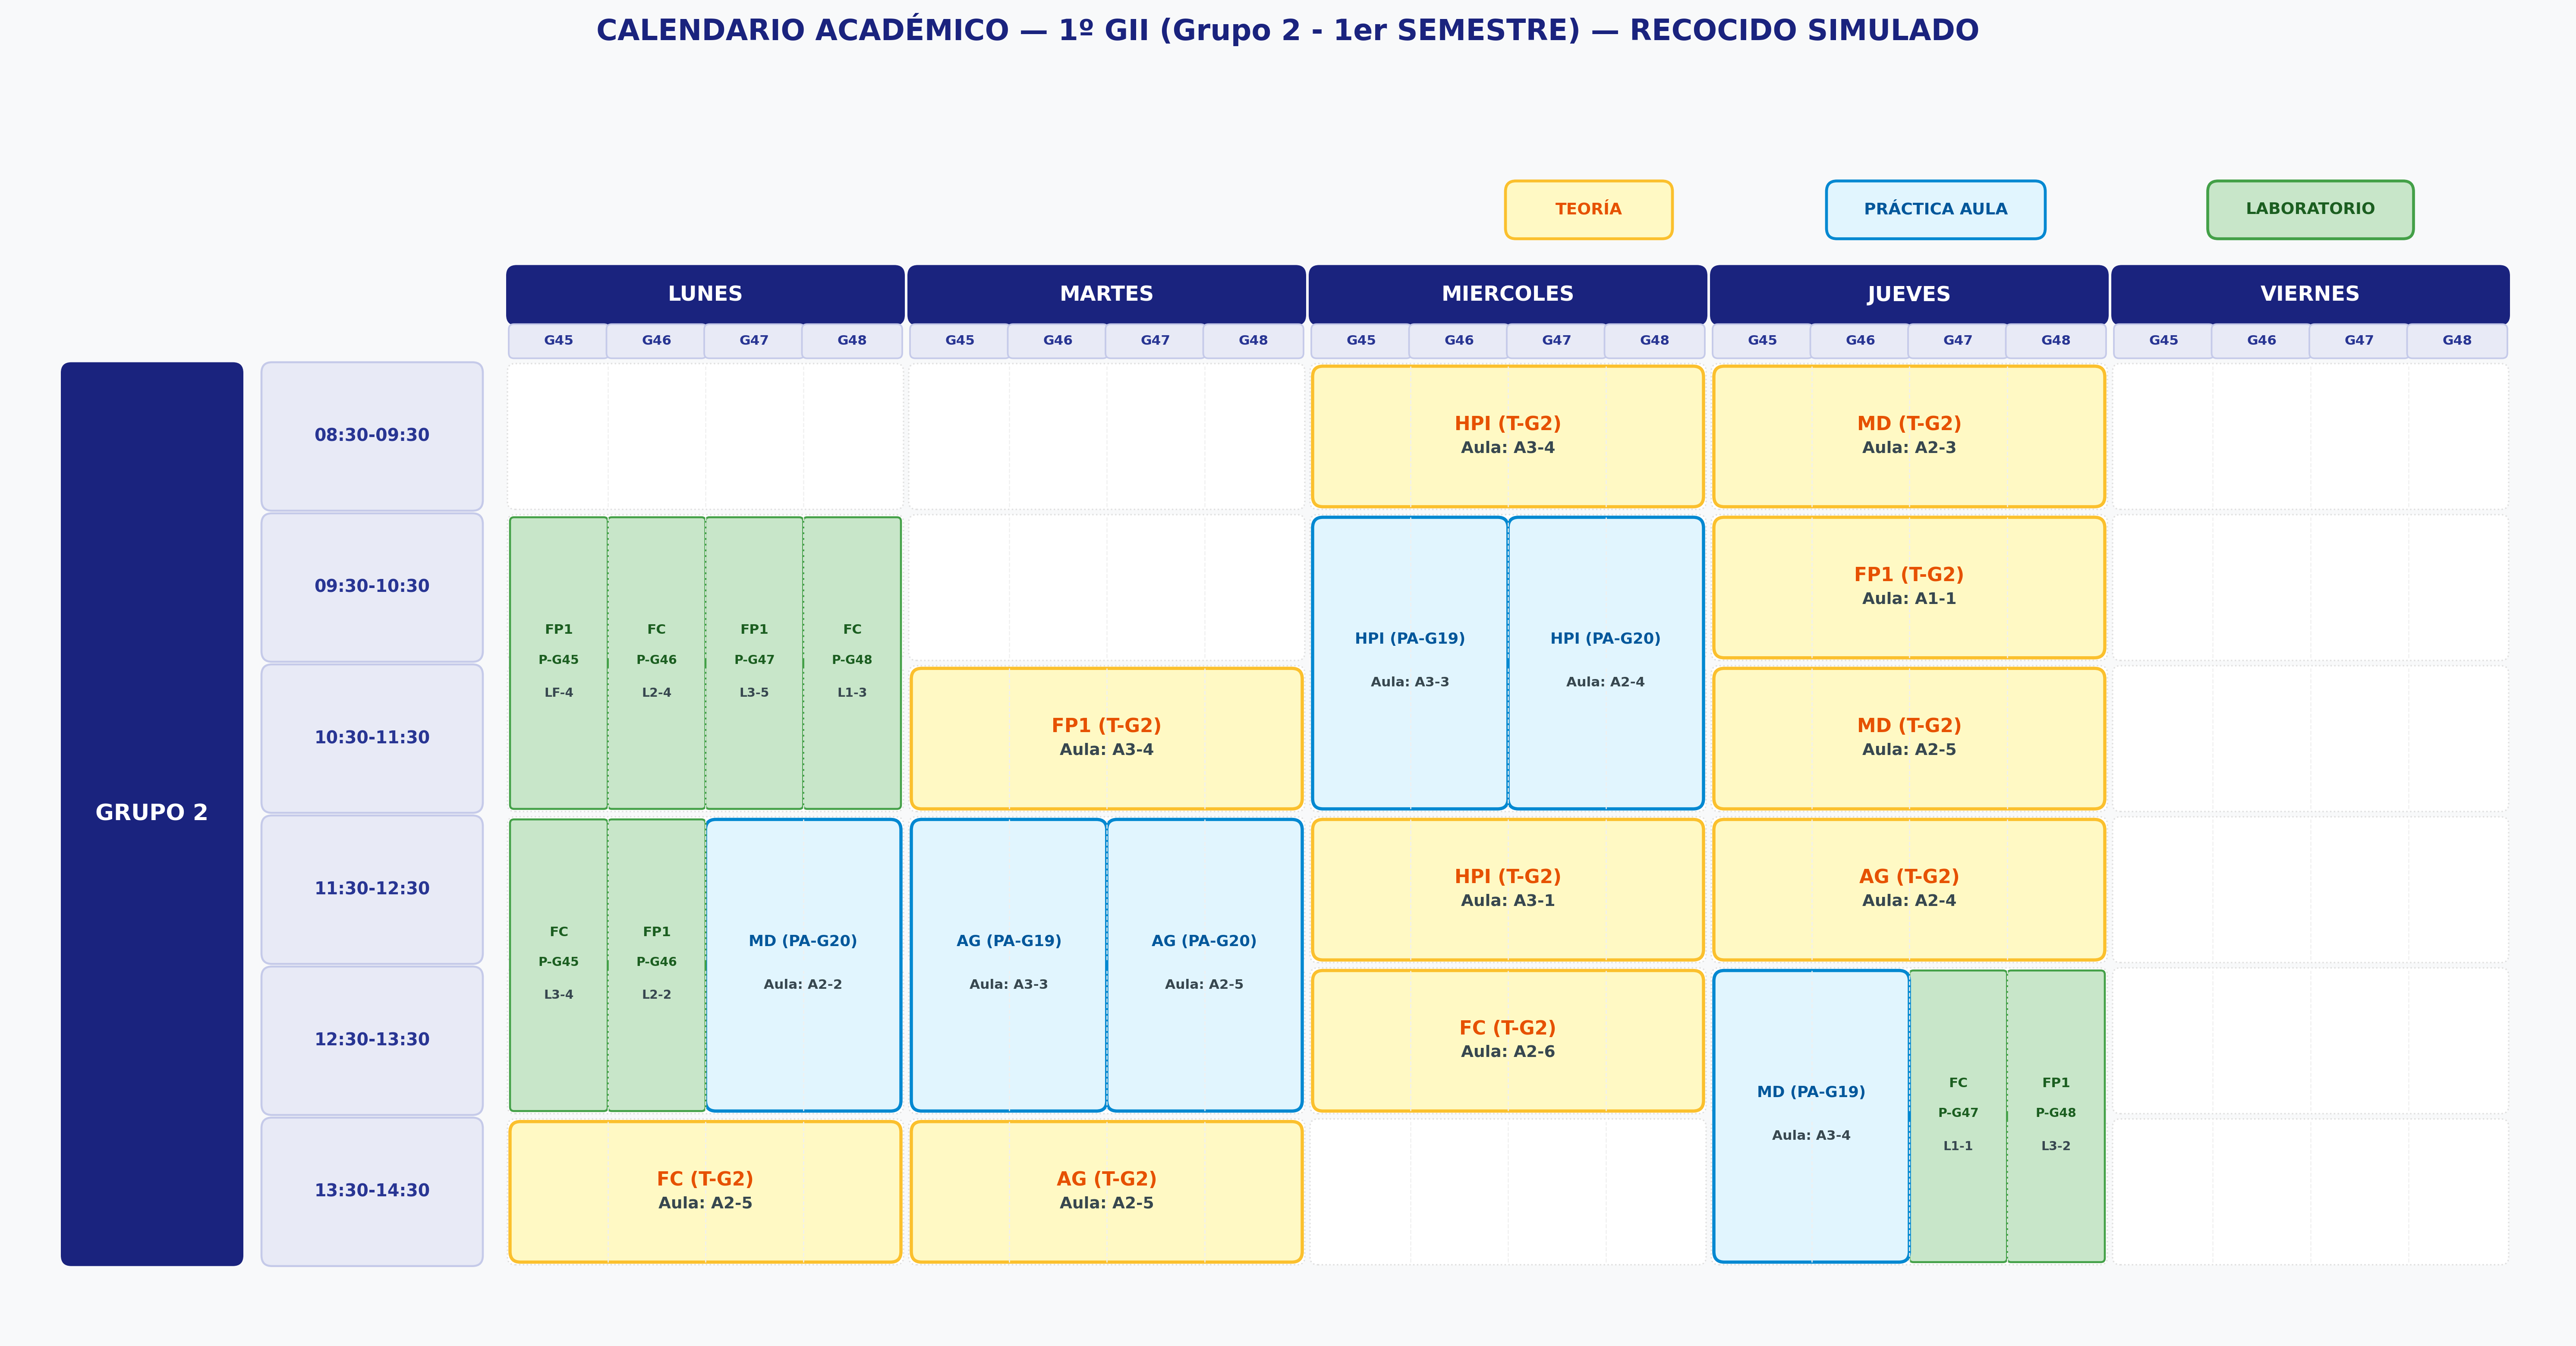 CALENDARIO ACADÉMICO — 1º GII (Grupo 2 - 1er SEMESTRE) — RECOCIDO SIMULADO
TEORÍA PRÁCTICA AULA LABORATORIO
LUNES MARTES MIERCOLES JUEVES VIERNES
G45 G46 G47 G48 G45 G46 G47 G48 G45 G46 G47 G48 G45 G46 G47 G48 G45 G46 G47 G48
GRUPO 2
08:30-09:30
HPI (T-G2)
Aula: A3-4
MD (T-G2)
Aula: A2-3
09:30-10:30
FP1
P-G45
LF-4
FC
P-G46
L2-4
FP1
P-G47
L3-5
FC
P-G48
L1-3
HPI (PA-G19)
Aula: A3-3
HPI (PA-G20)
Aula: A2-4
FP1 (T-G2)
Aula: A1-1
10:30-11:30
FP1 (T-G2)
Aula: A3-4
MD (T-G2)
Aula: A2-5
11:30-12:30
FC
P-G45
L3-4
FP1
P-G46
L2-2
MD (PA-G20)
Aula: A2-2
AG (PA-G19)
Aula: A3-3
AG (PA-G20)
Aula: A2-5
HPI (T-G2)
Aula: A3-1
AG (T-G2)
Aula: A2-4
12:30-13:30
FC (T-G2)
Aula: A2-6
MD (PA-G19)
Aula: A3-4
FC
P-G47
L1-1
FP1
P-G48
L3-2
13:30-14:30
FC (T-G2)
Aula: A2-5
AG (T-G2)
Aula: A2-5